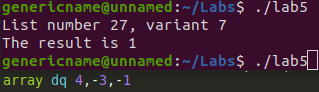 genericname@unnamed:~/Labs$ ./lab5
List number 27, variant 7
The result is 1
genericname@unnamed:~/Labs$ ./lab5
array dq 4,-3,-1